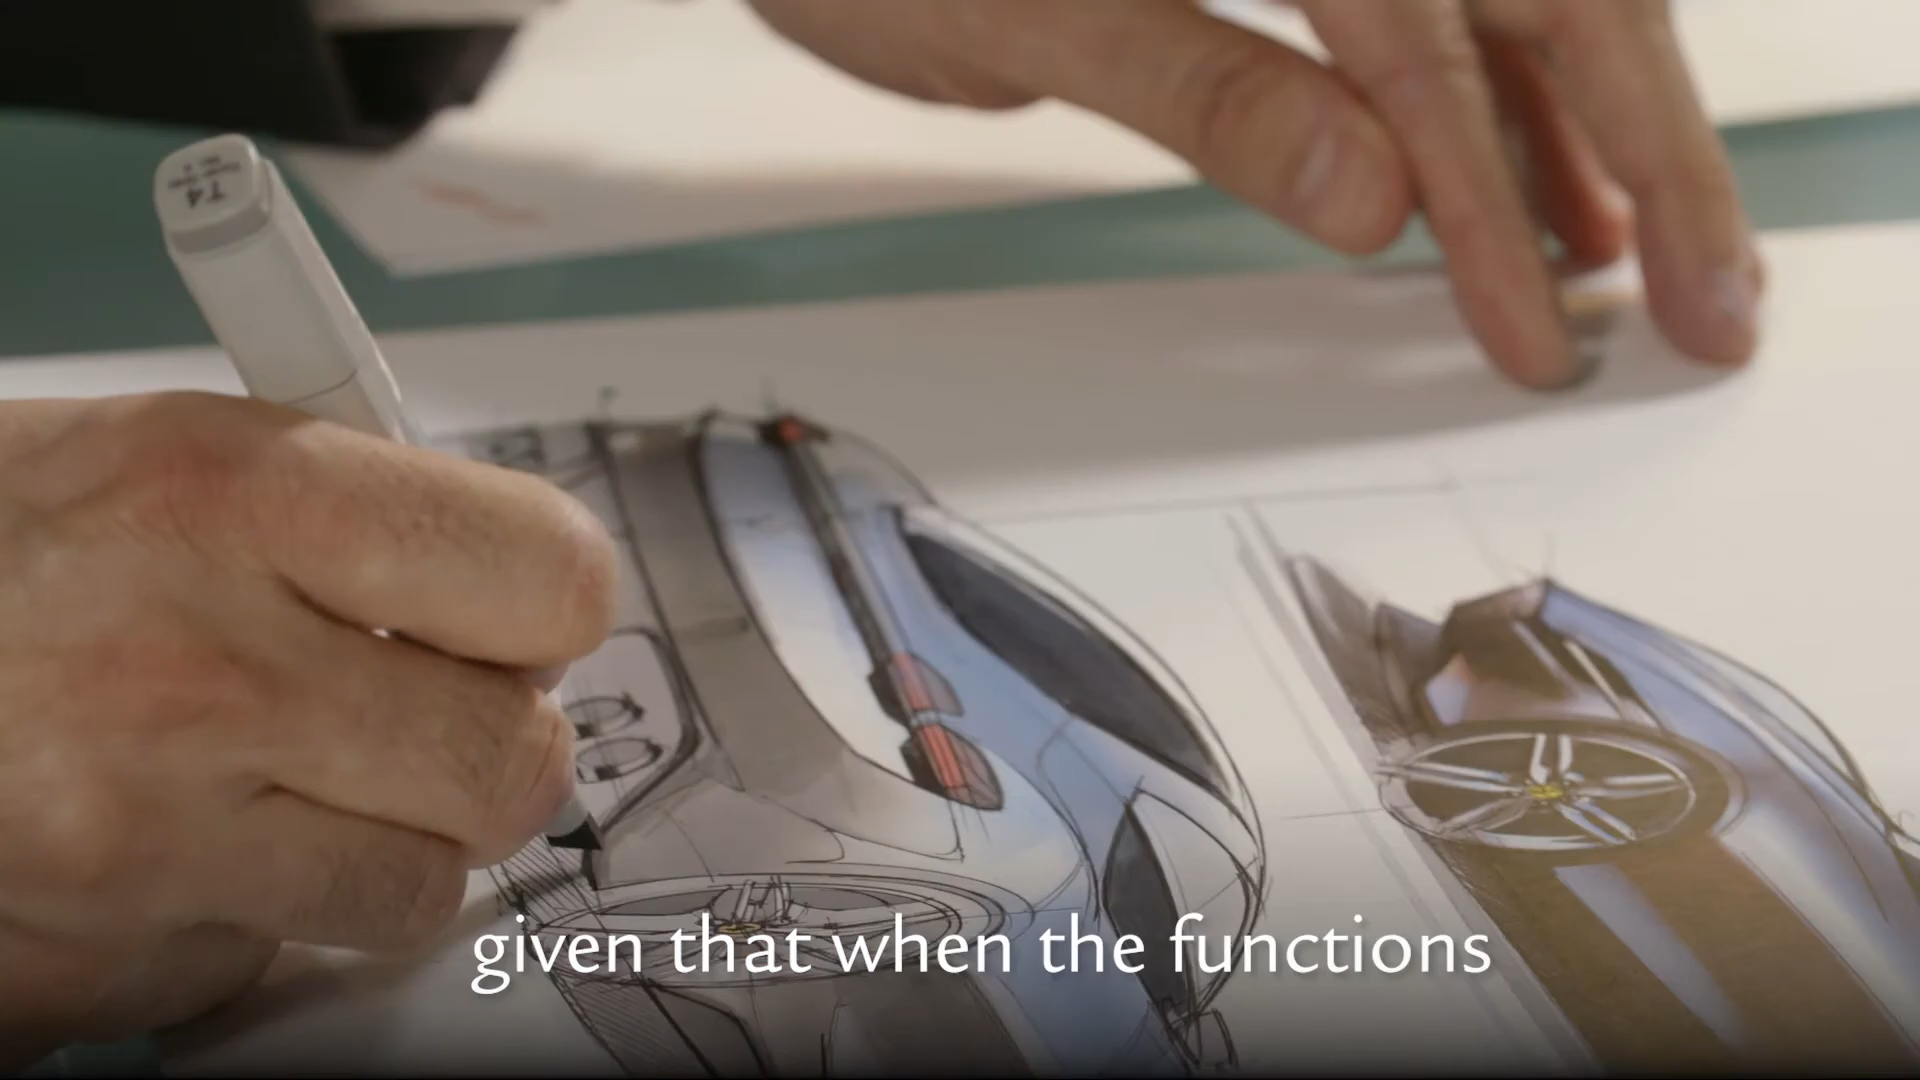 T4
given that when the functions